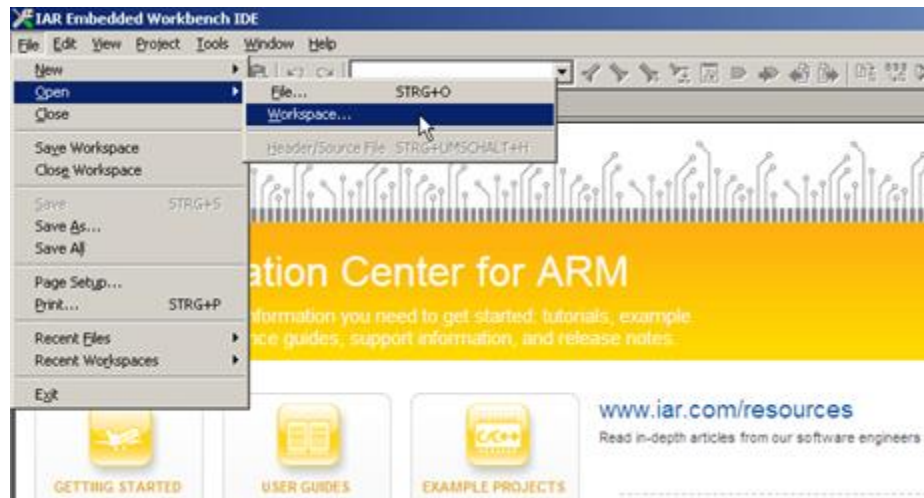 IAR Embedded Workbench IDE
File Edit View Project Tools Window Help
New
Open
Close
Save Workspace
Close Workspace
Save STRG+S
Save As...
Save All
Page Setup...
Print... STRG+P
Recent Files
Recent Workspaces
Exit
File... STRG+O
Workspace...
Header/Source File STRG+UMSCHALT+H
ation Center for ARM
nformation you need to get started: tutorials, example
nce guides, support information, and release notes.
GETTING STARTED
USER GUIDES
C/C++
EXAMPLE PROJECTS
www.iar.com/resources
Read in-depth articles from our software engineers